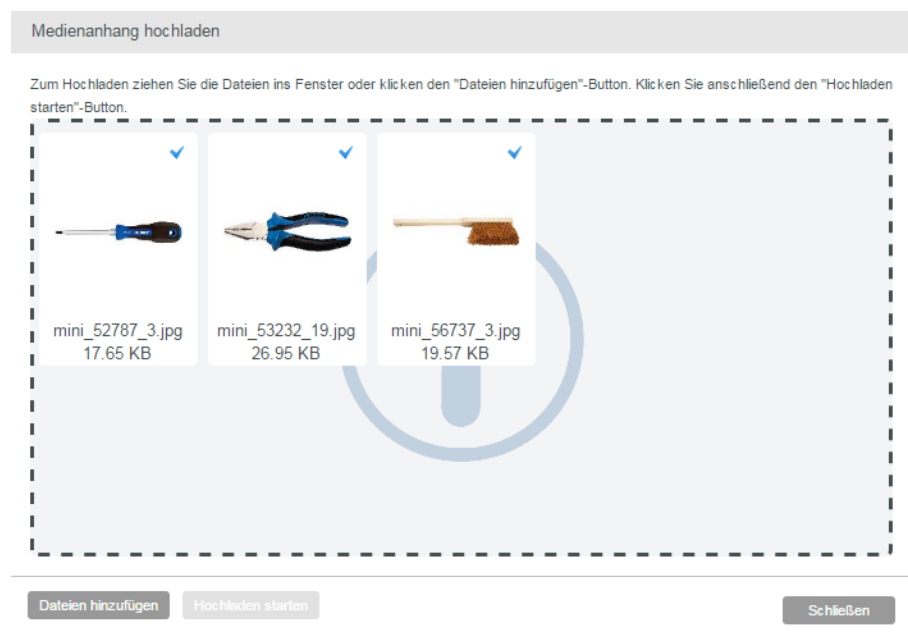 Medienanhang hochladen
Zum Hochladen ziehen Sie die Dateien ins Fenster oder klicken den "Dateien hinzufügen"-Button. Klicken Sie anschließend den "Hochladen
starten"-Button.
mini_52787_3.jpg
17.65 KB
mini_53232_19.jpg
26.95 KB
mini_56737_3.jpg
19.57 KB
Dateien hinzufügen
Hochladen starten
Schließen